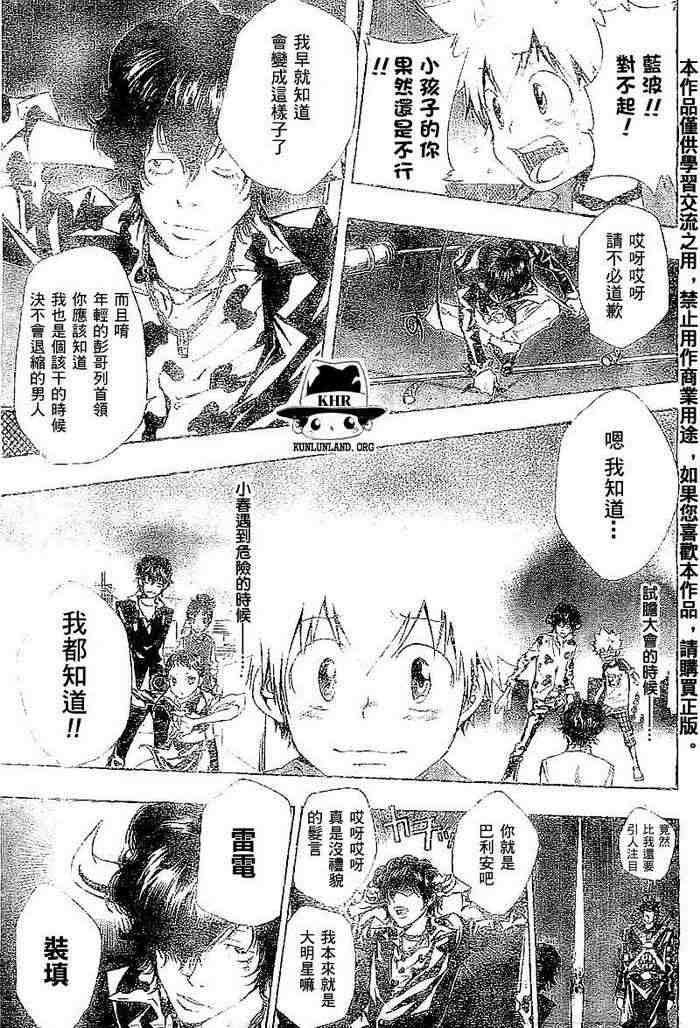 藍波!!
對不起！
小孩子的你
果然還是不行
!!
我早就知道
會變成這樣子了
哎呀哎呀
請不必道歉
而且唷
年輕的彭哥列首領
你應該知道
我也是個該干的時候
決不會退縮的男人
KHR
KUNLUNLAND.ORG
嗯 我知道…
試膽大會的時候——
小春遇到危險的時候——
我都知道!!
竟然
比我還要
引人注目
你就是
巴利安吧
哎呀哎呀
真是沒禮貌
的髮言
我本來就是
大明星嘛
雷電
裝填
本作品僅供學習交流之用，禁止用作商業用途，如果您喜歡本作品，請購買正版。